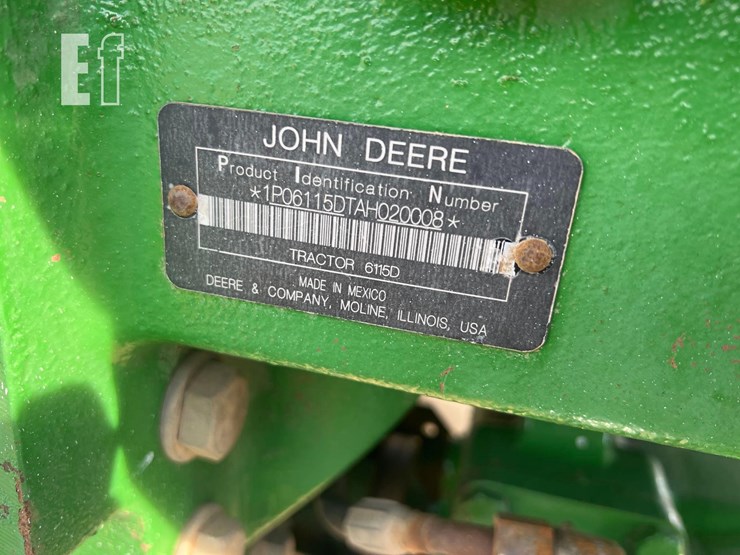 Ef
JOHN DEERE
Product Identification Number
*1P06115DTAH020008*
TRACTOR 6115D
MADE IN MEXICO
DEERE & COMPANY, MOLINE, ILLINOIS, USA